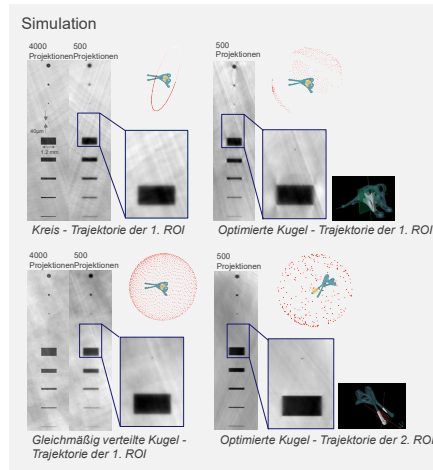 Simulation
4000 500
Projektionen Projektionen
500
Projektionen
40µm
1.2 mm
Kreis - Trajektorie der 1. ROI
Optimierte Kugel - Trajektorie der 1. ROI
4000 500
Projektionen Projektionen
500
Projektionen
Gleichmäßig verteilte Kugel -
Trajektorie der 1. ROI
Optimierte Kugel - Trajektorie der 2. ROI